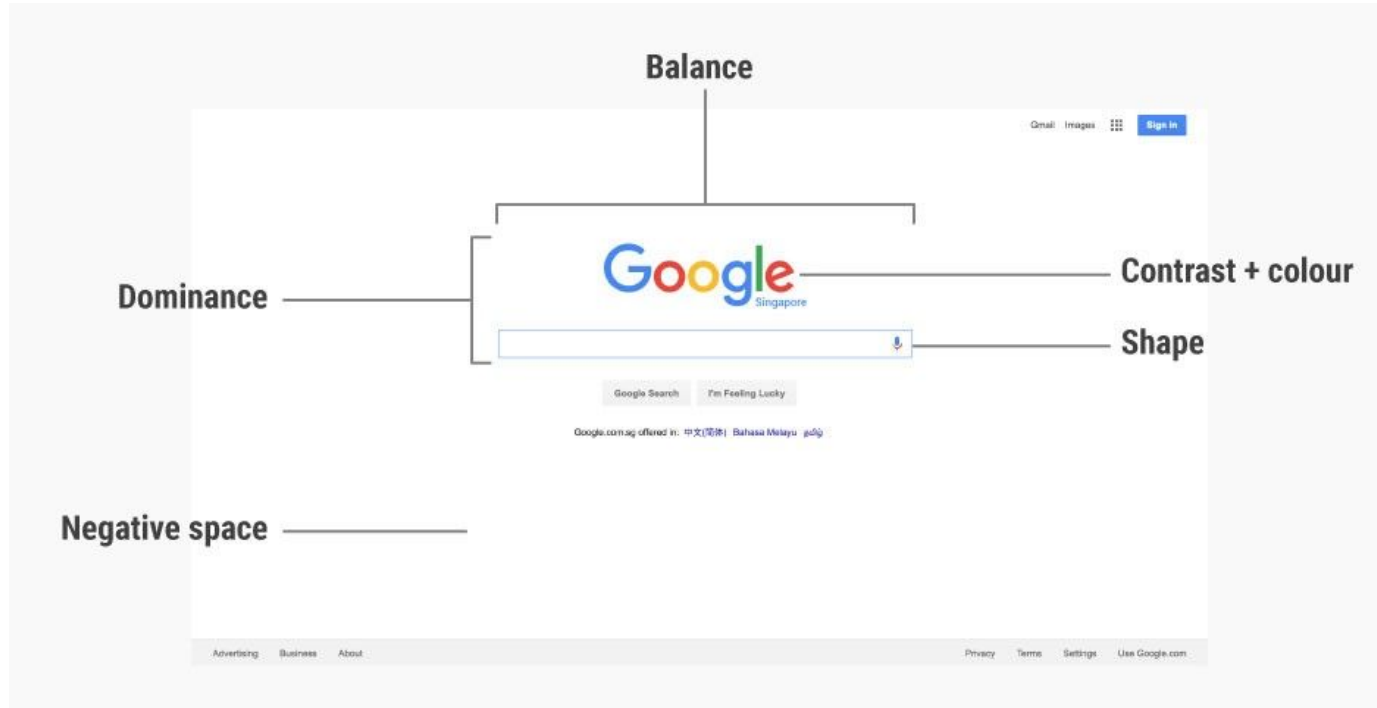 Balance
Gmail Images Sign in
Google
Singapore
Dominance
Contrast + colour
Shape
Google Search I'm Feeling Lucky
Google.com.sg offered in: 中文(简体) Bahasa Melayu தமிழ்
Negative space
Advertising Business About Privacy Terms Settings Use Google.com